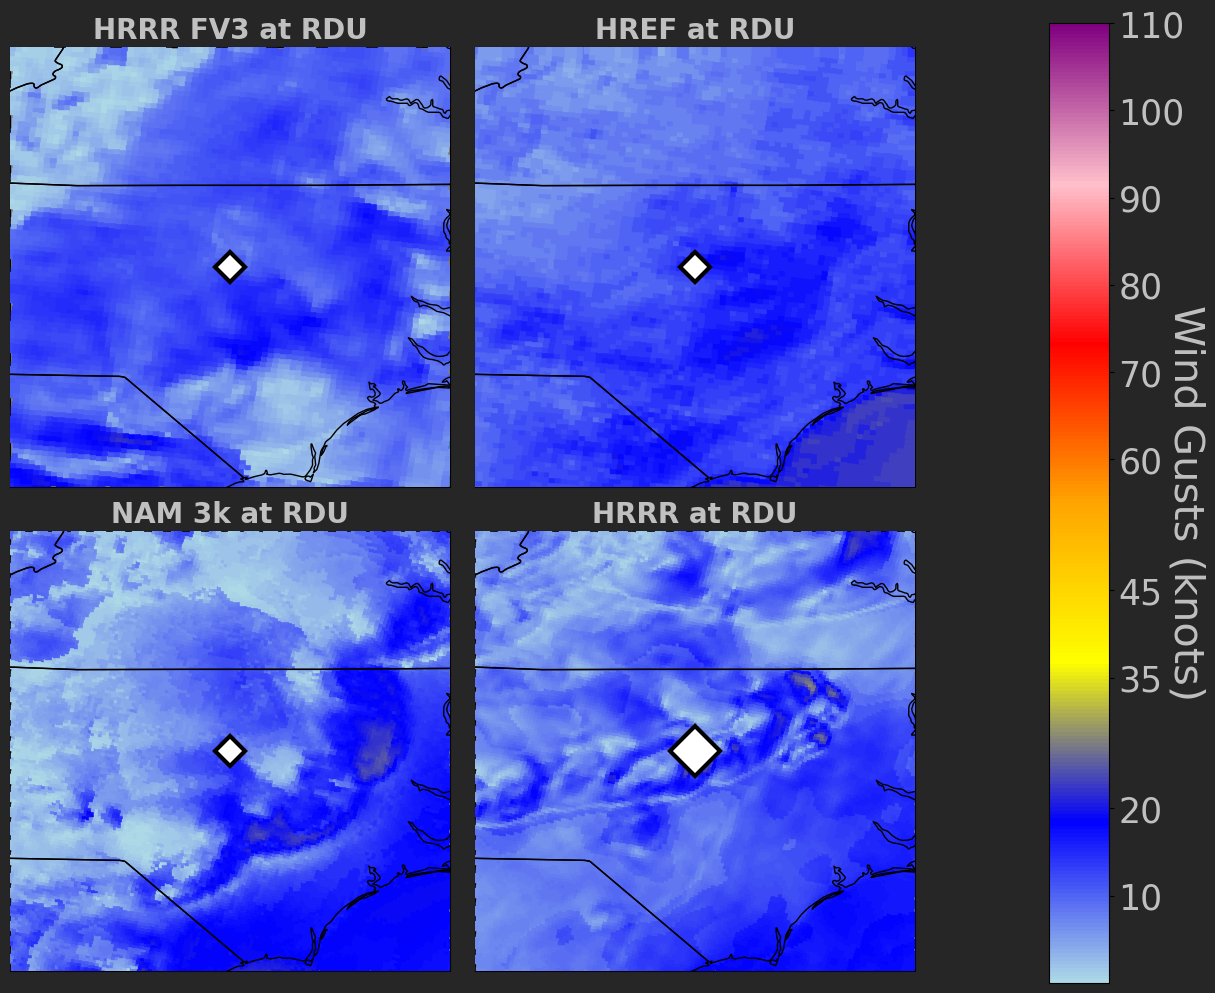 HRRR FV3 at RDU
HREF at RDU
NAM 3k at RDU
HRRR at RDU
110
100
90
80
70
60
45
35
20
10
Wind Gusts (knots)